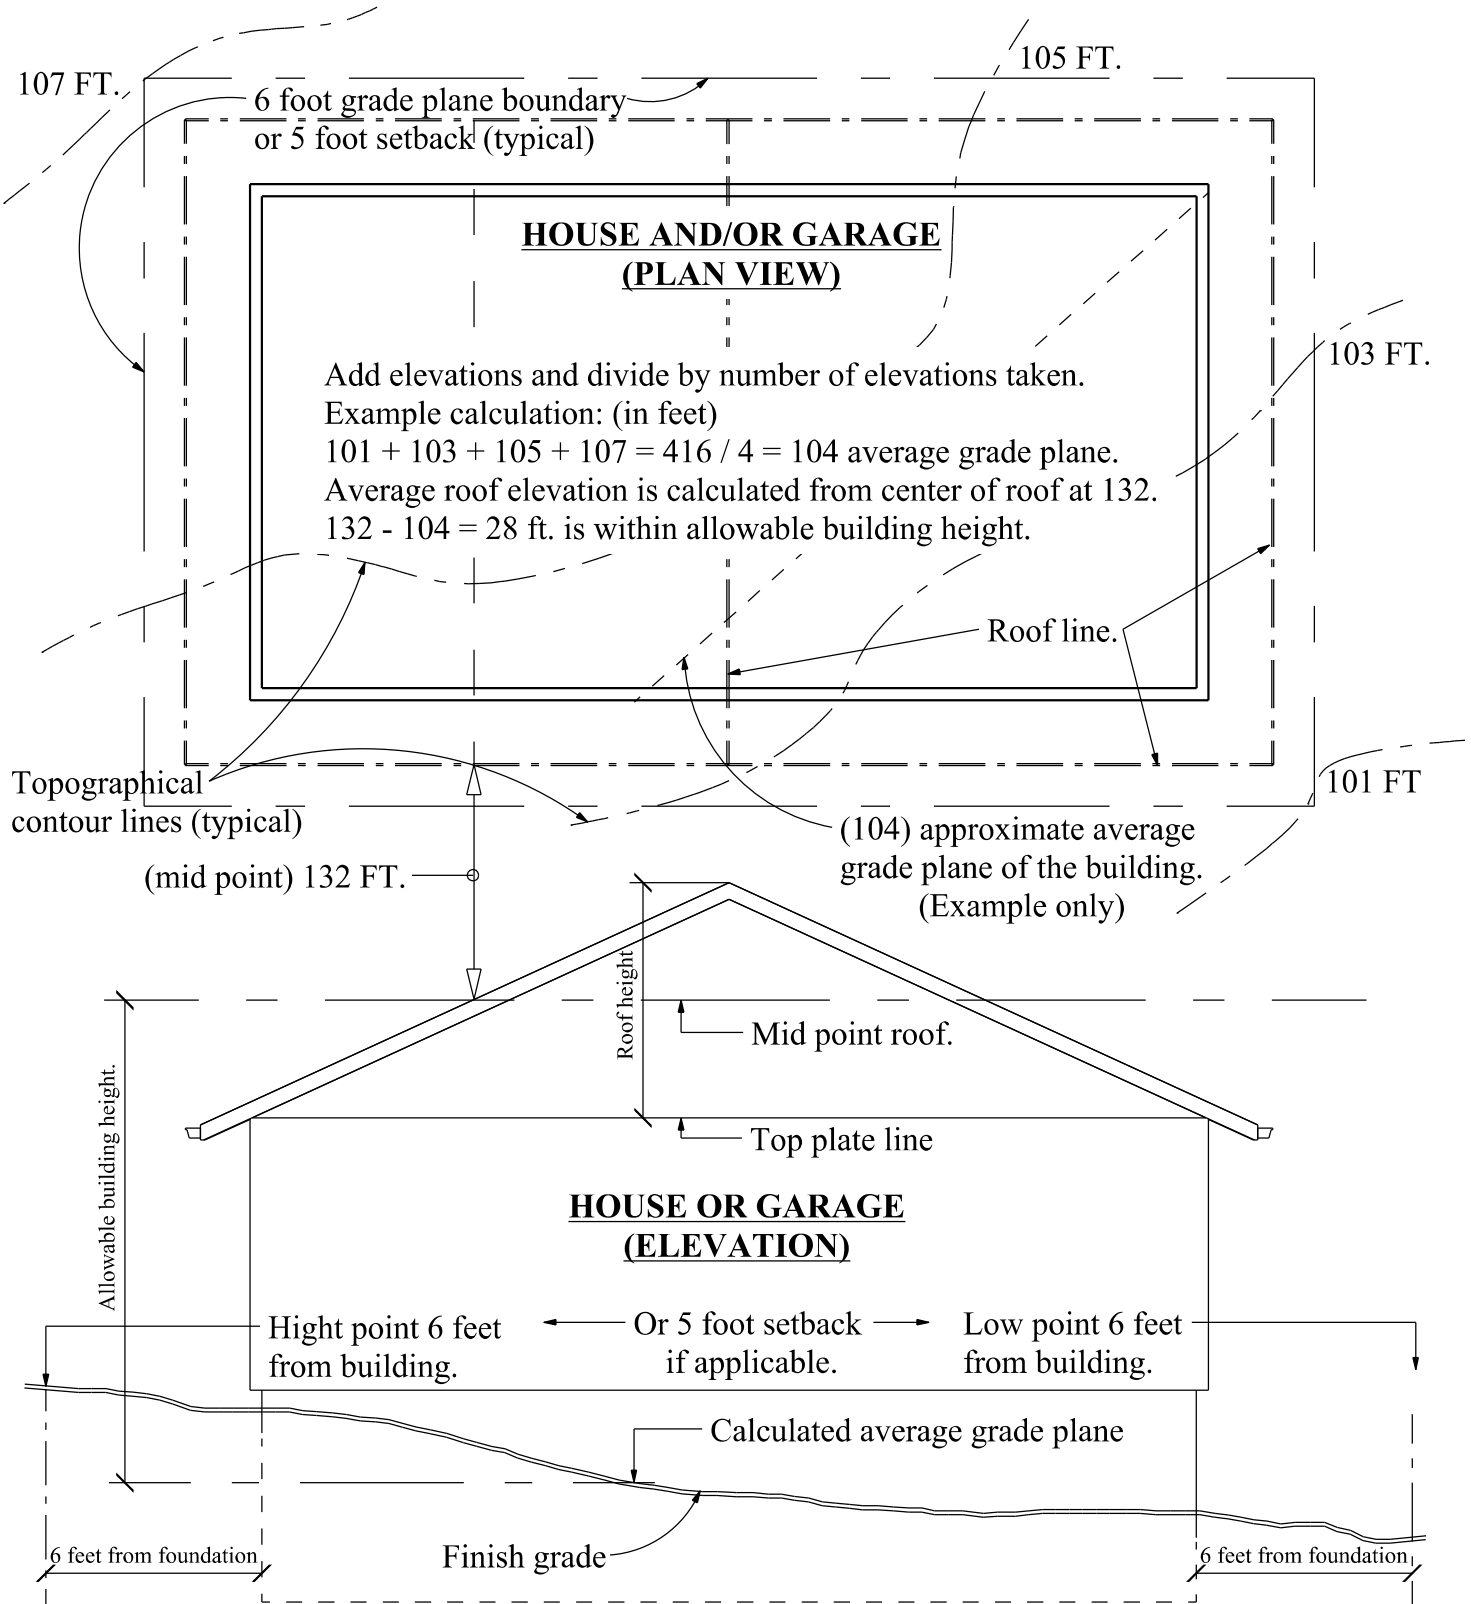 107 FT.
105 FT.
6 foot grade plane boundary
or 5 foot setback (typical)
HOUSE AND/OR GARAGE
(PLAN VIEW)
103 FT.
Add elevations and divide by number of elevations taken.
Example calculation: (in feet)
101 + 103 + 105 + 107 = 416 / 4 = 104 average grade plane.
Average roof elevation is calculated from center of roof at 132.
132 - 104 = 28 ft. is within allowable building height.
Roof line.
Topographical
contour lines (typical)
101 FT
(104) approximate average
grade plane of the building.
(Example only)
(mid point) 132 FT.
Roof height
Mid point roof.
Allowable building height.
Top plate line
HOUSE OR GARAGE
(ELEVATION)
Hight point 6 feet
from building.
Or 5 foot setback
if applicable.
Low point 6 feet
from building.
Calculated average grade plane
Finish grade
6 feet from foundation
6 feet from foundation